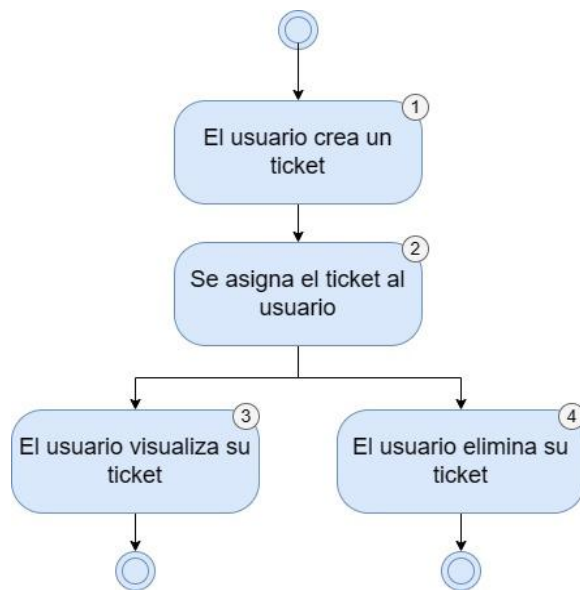 1
El usuario crea un
ticket
2
Se asigna el ticket al
usuario
3
El usuario visualiza su
ticket
4
El usuario elimina su
ticket